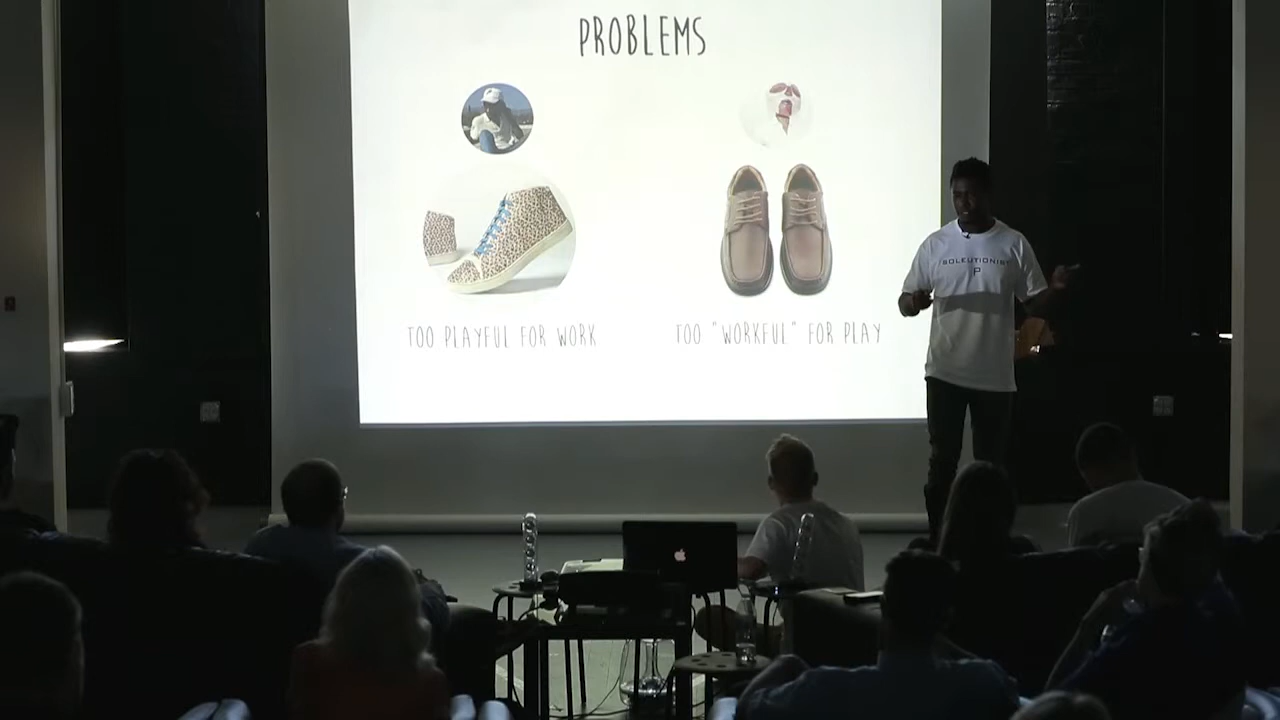 PROBLEMS
TOO PLAYFUL FOR WORK
TOO "WORKFUL" FOR PLAY
SOLEUTIONIST
P